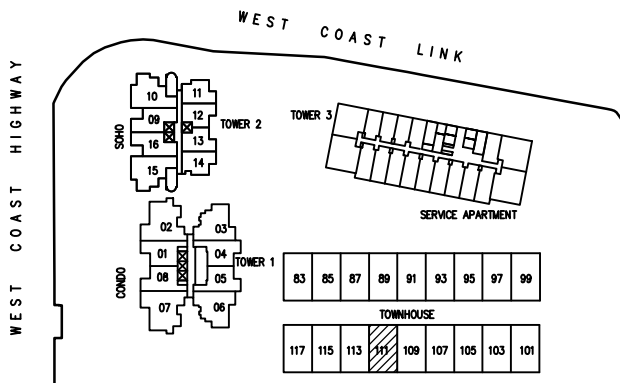 WEST COAST LINK
WEST COAST HIGHWAY
10 11
09 12
16 13
15 14
SOHO
TOWER 2
TOWER 3
SERVICE APARTMENT
02 03
01 04
08 05
07 06
CONDO
TOWER 1
83 85 87 89 91 93 95 97 99
TOWNHOUSE
117 115 113 111 109 107 105 103 101